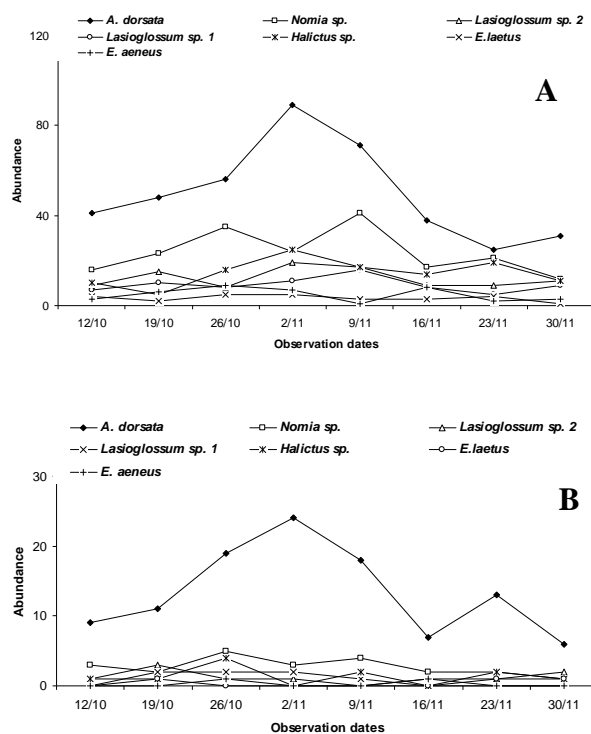 A. dorsata Nomia sp. Lasioglossum sp. 2
Lasioglossum sp. 1 Halictus sp. E.laetus
E. aeneus
A
120
80
40
0
Abundance
12/10 19/10 26/10 2/11 9/11 16/11 23/11 30/11
Observation dates
A. dorsata Nomia sp. Lasioglossum sp. 2
Lasioglossum sp. 1 Halictus sp. E.laetus
E. aeneus
B
30
20
10
0
Abundance
12/10 19/10 26/10 2/11 9/11 16/11 23/11 30/11
Observation dates